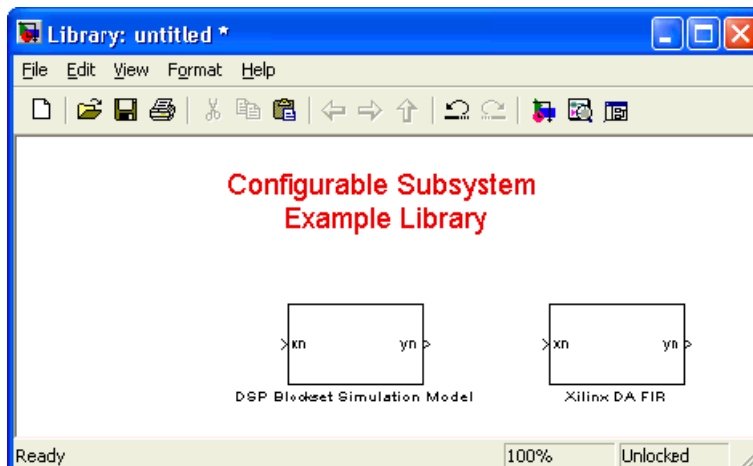 Library: untitled *
File Edit View Format Help
Configurable Subsystem
Example Library
xn yn xn yn
DSP Blockset Simulation Model Xilinx DA FIR
Ready 100% Unlocked